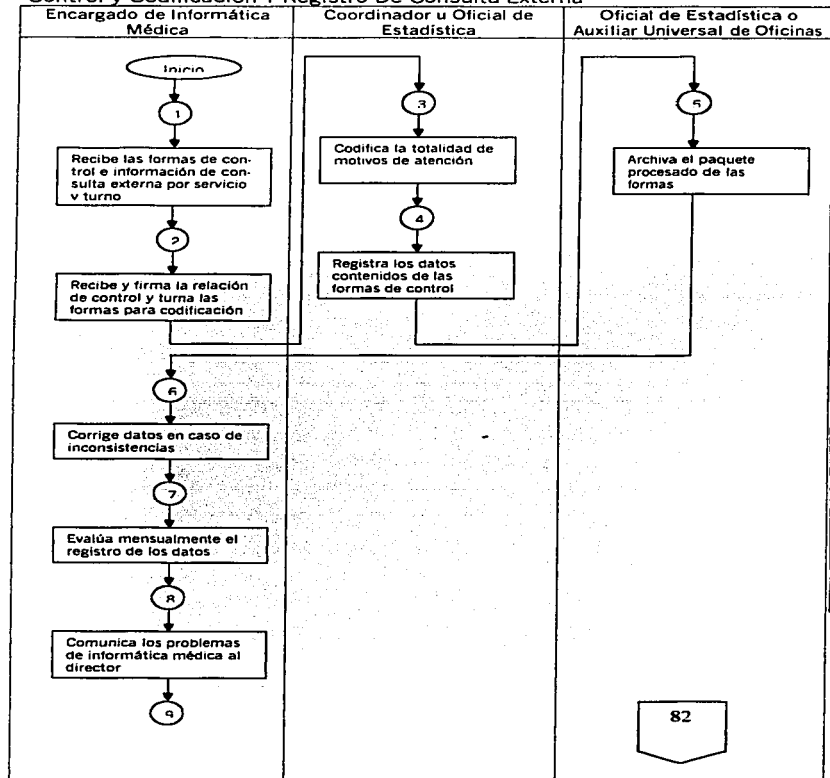 Control y Codificación Y Registro De Consulta Externa
Encargado de Informática
Médica
Coordinador u Oficial de
Estadística
Oficial de Estadística o
Auxiliar Universal de Oficinas
Inicio
1
Recibe las formas de con-
trol e información de con-
sulta externa por servicio
y turno
2
Recibe y firma la relación
de control y turna las
formas para codificación
3
Codifica la totalidad de
motivos de atención
4
Registra los datos
contenidos de las
formas de control
5
Archiva el paquete
procesado de las
formas
6
Corrige datos en caso de
inconsistencias
7
Evalúa mensualmente el
registro de los datos
8
Comunica los problemas
de informática médica al
director
9
82